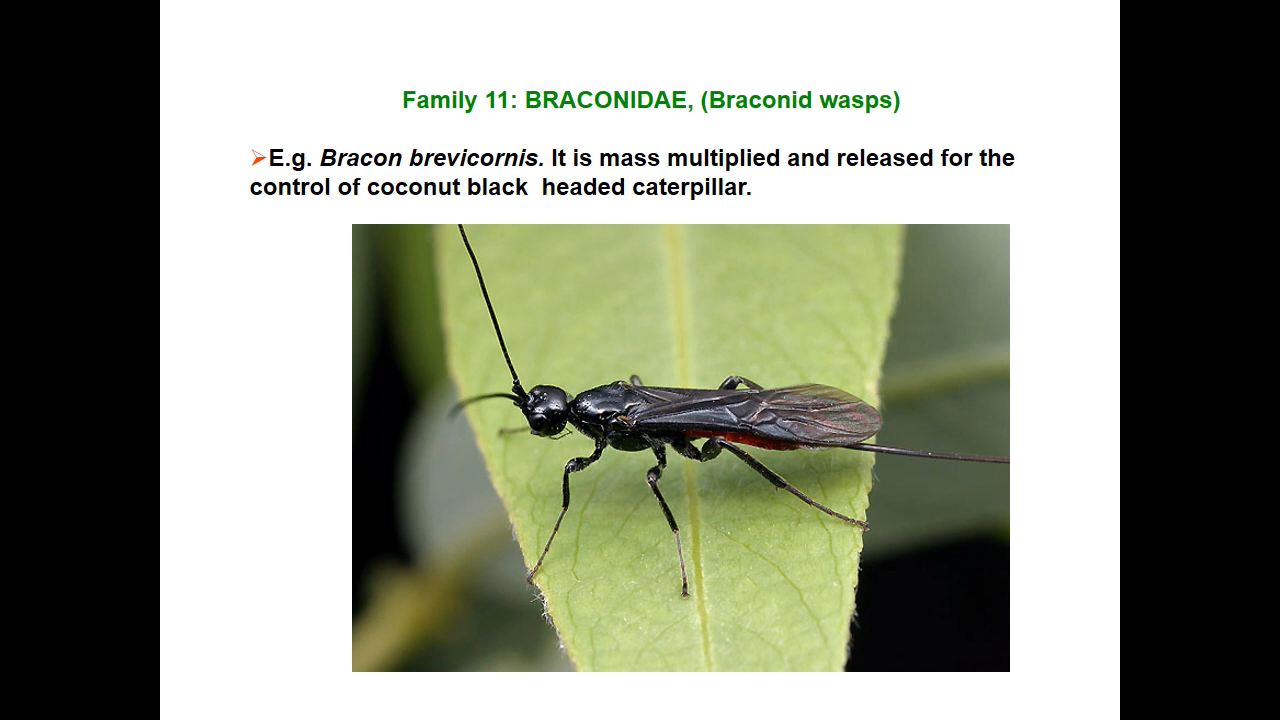 Family 11: BRACONIDAE, (Braconid wasps)
E.g. Bracon brevicornis. It is mass multiplied and released for the
control of coconut black  headed caterpillar.